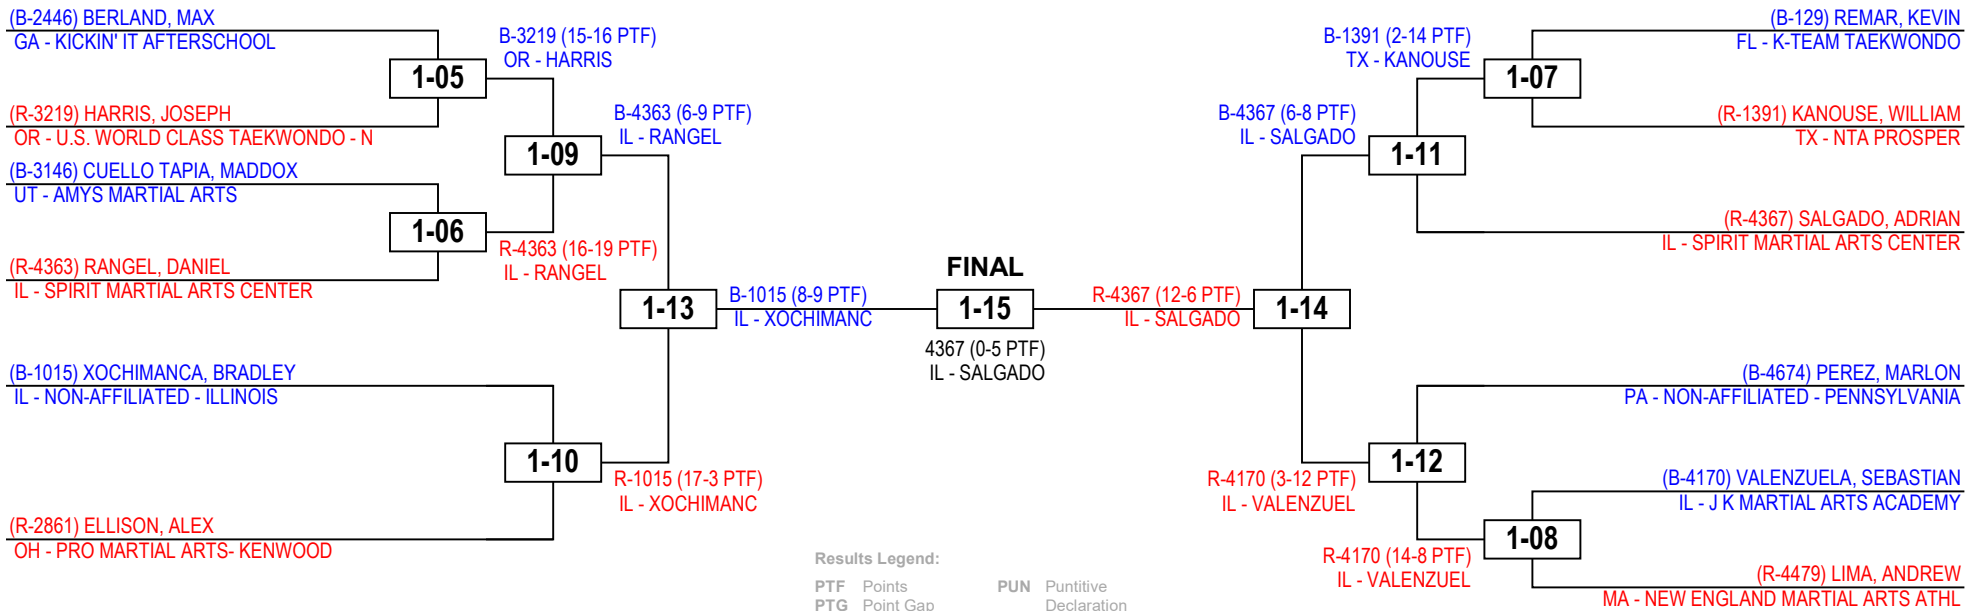 (B-2446) BERLAND, MAX
GA - KICKIN' IT AFTERSCHOOL
1-05
(R-3219) HARRIS, JOSEPH
OR - U.S. WORLD CLASS TAEKWONDO - N
B-3219 (15-16 PTF)
OR - HARRIS
1-09
(B-3146) CUELLO TAPIA, MADDOX
UT - AMYS MARTIAL ARTS
1-06
(R-4363) RANGEL, DANIEL
IL - SPIRIT MARTIAL ARTS CENTER
R-4363 (16-19 PTF)
IL - RANGEL
B-4363 (6-9 PTF)
IL - RANGEL
1-13
(B-1015) XOCHIMANCA, BRADLEY
IL - NON-AFFILIATED - ILLINOIS
1-10
(R-2861) ELLISON, ALEX
OH - PRO MARTIAL ARTS- KENWOOD
R-1015 (17-3 PTF)
IL - XOCHIMANC
B-1015 (8-9 PTF)
IL - XOCHIMANC
FINAL
1-15
4367 (0-5 PTF)
IL - SALGADO
R-4367 (12-6 PTF)
IL - SALGADO
1-14
B-4367 (6-8 PTF)
IL - SALGADO
1-11
B-1391 (2-14 PTF)
TX - KANOUSE
1-07
(B-129) REMAR, KEVIN
FL - K-TEAM TAEKWONDO
(R-1391) KANOUSE, WILLIAM
TX - NTA PROSPER
(R-4367) SALGADO, ADRIAN
IL - SPIRIT MARTIAL ARTS CENTER
R-4170 (3-12 PTF)
IL - VALENZUEL
1-12
(B-4674) PEREZ, MARLON
PA - NON-AFFILIATED - PENNSYLVANIA
R-4170 (14-8 PTF)
IL - VALENZUEL
1-08
(B-4170) VALENZUELA, SEBASTIAN
IL - J K MARTIAL ARTS ACADEMY
(R-4479) LIMA, ANDREW
MA - NEW ENGLAND MARTIAL ARTS ATHL
Results Legend:
PTF Points PUN Puntitive
PTG Point Gap Declaration